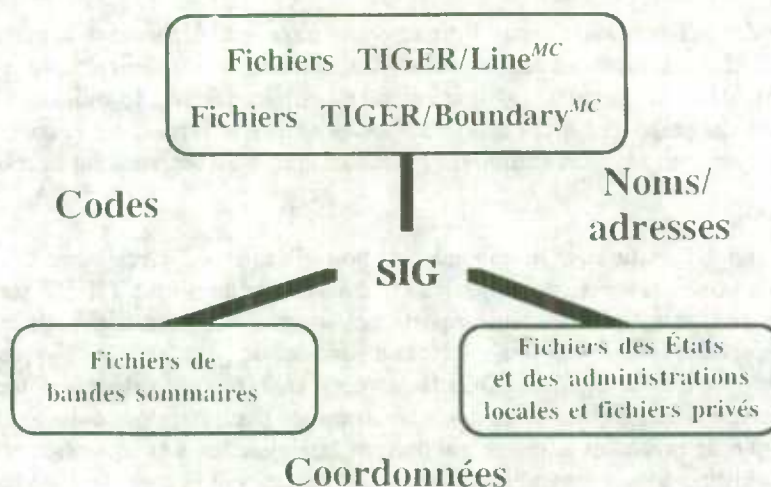 Fichiers TIGER/Line^MC
Fichiers TIGER/Boundary^MC
Codes
Noms/
adresses
SIG
Fichiers de
bandes sommaires
Fichiers des États
et des administrations
locales et fichiers privés
Coordonnées